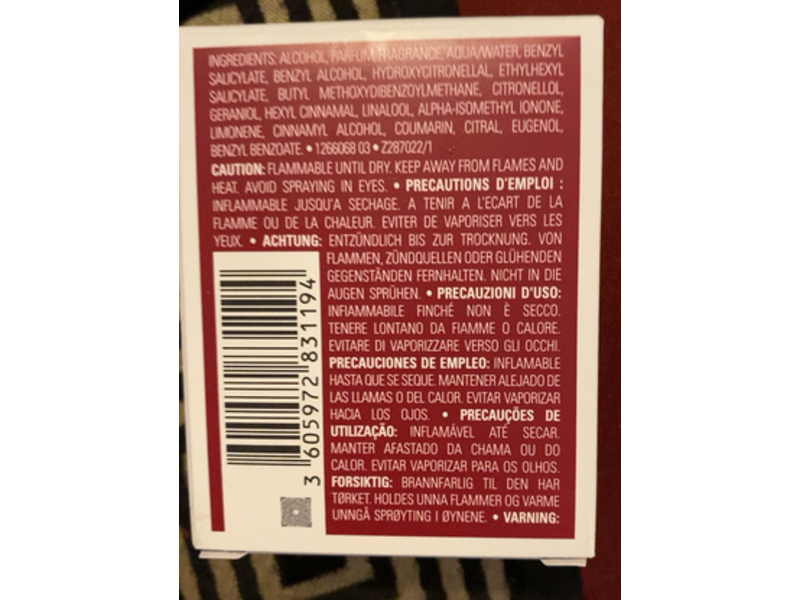 INGREDIENTS: ALCOHOL, PARFUM/FRAGRANCE, AQUA/WATER, BENZYL
SALICYLATE, BENZYL ALCOHOL, HYDROXYCITRONELLAL, ETHYLHEXYL
SALICYLATE, BUTYL METHOXYDIBENZOYLMETHANE, CITRONELLOL,
GERANIOL, HEXYL CINNAMAL, LINALOOL, ALPHA-ISOMETHYL IONONE,
LIMONENE, CINNAMYL ALCOHOL, COUMARIN, CITRAL, EUGENOL,
BENZYL BENZOATE. • 1266068 03 • Z287022/1
CAUTION: FLAMMABLE UNTIL DRY. KEEP AWAY FROM FLAMES AND
HEAT. AVOID SPRAYING IN EYES. • PRECAUTIONS D'EMPLOI :
INFLAMMABLE JUSQU'A SECHAGE. A TENIR A L'ECART DE LA
FLAMME OU DE LA CHALEUR. EVITER DE VAPORISER VERS LES
YEUX. • ACHTUNG: ENTZÜNDLICH BIS ZUR TROCKNUNG. VON
FLAMMEN, ZÜNDQUELLEN ODER GLÜHENDEN
GEGENSTÄNDEN FERNHALTEN. NICHT IN DIE
AUGEN SPRÜHEN. • PRECAUZIONI D'USO:
INFIAMMABILE FINCHÉ NON È SECCO.
TENERE LONTANO DA FIAMME O CALORE.
EVITARE DI VAPORIZZARE VERSO GLI OCCHI.
PRECAUCIONES DE EMPLEO: INFLAMABLE
HASTA QUE SE SEQUE. MANTENER ALEJADO DE
LAS LLAMAS O DEL CALOR. EVITAR VAPORIZAR
HACIA LOS OJOS. • PRECAUÇÕES DE
UTILIZAÇÃO: INFLAMÁVEL ATÉ SECAR.
MANTER AFASTADO DA CHAMA OU DO
CALOR. EVITAR VAPORIZAR PARA OS OLHOS.
FORSIKTIG: BRANNFARLIG TIL DEN HAR
TØRKET. HOLDES UNNA FLAMMER OG VARME
UNNGÅ SPRØYTING I ØYNENE. • VARNING:
3 605972 831194